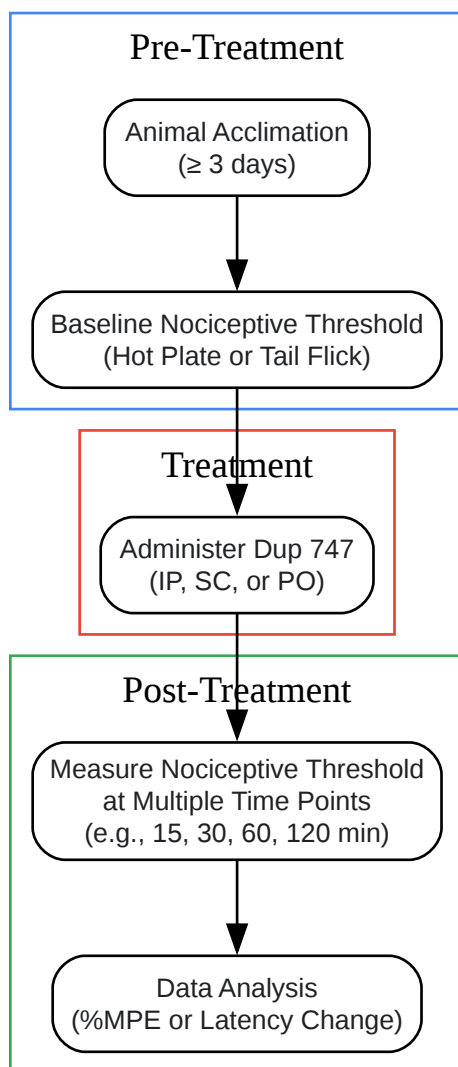 Pre-Treatment
Animal Acclimation
(≥ 3 days)
Baseline Nociceptive Threshold
(Hot Plate or Tail Flick)
Treatment
Administer Dup 747
(IP, SC, or PO)
Post-Treatment
Measure Nociceptive Threshold
at Multiple Time Points
(e.g., 15, 30, 60, 120 min)
Data Analysis
(%MPE or Latency Change)